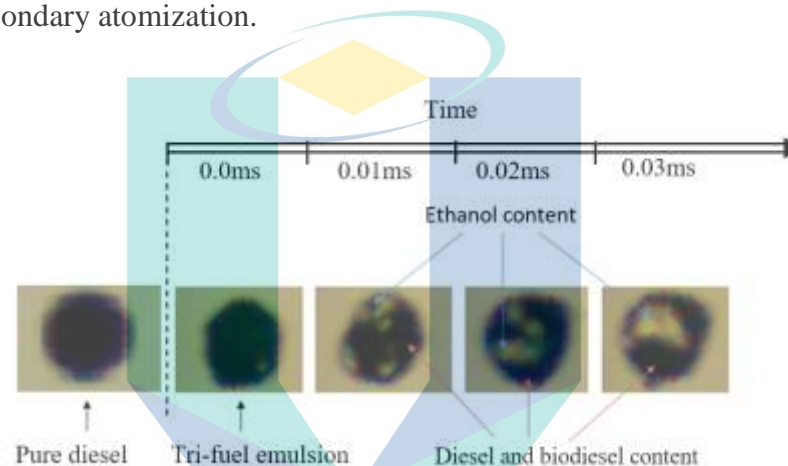 ondary atomization.
Time
0.0ms 0.01ms 0.02ms 0.03ms
Ethanol content
Pure diesel Tri-fuel emulsion Diesel and biodiesel content